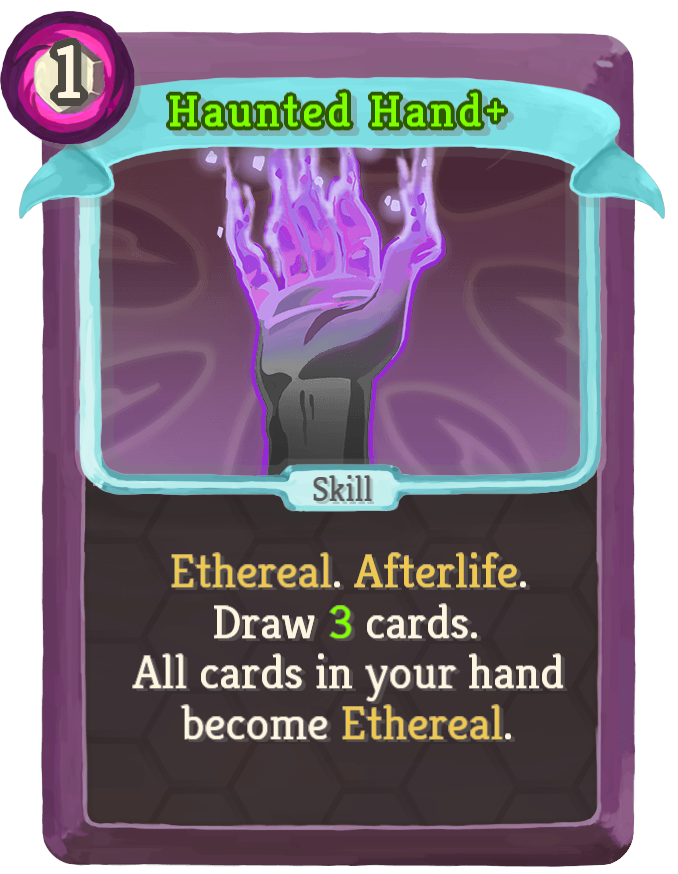 1
Haunted Hand+
Skill
Ethereal. Afterlife.
Draw 3 cards.
All cards in your hand
become Ethereal.